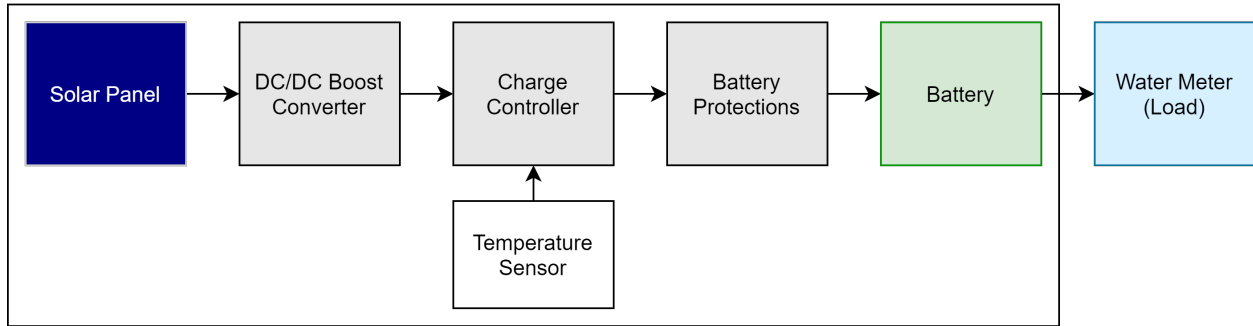 Solar Panel
DC/DC Boost
Converter
Charge
Controller
Battery
Protections
Battery
Water Meter
(Load)
Temperature
Sensor